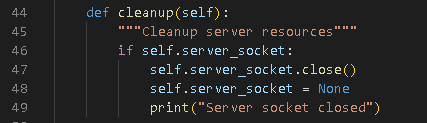 44 def cleanup(self):
45 """Cleanup server resources"""
46 if self.server_socket:
47 self.server_socket.close()
48 self.server_socket = None
49 print("Server socket closed")